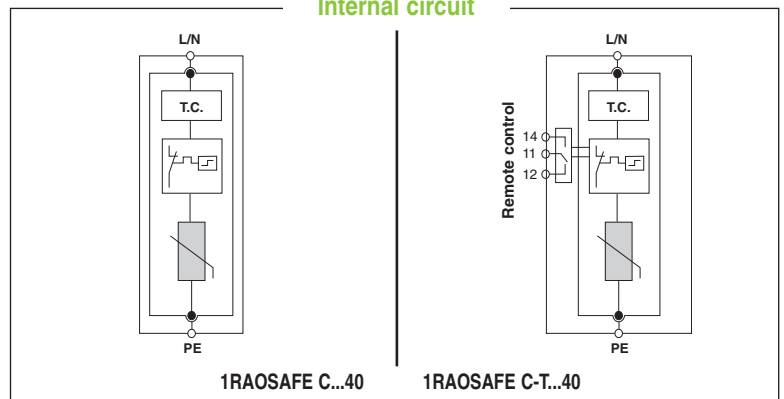 Internal circuit
L/N
T.C.
PE
1RAOSAFE C...40
L/N
T.C.
Remote control
14
11
12
PE
1RAOSAFE C-T...40